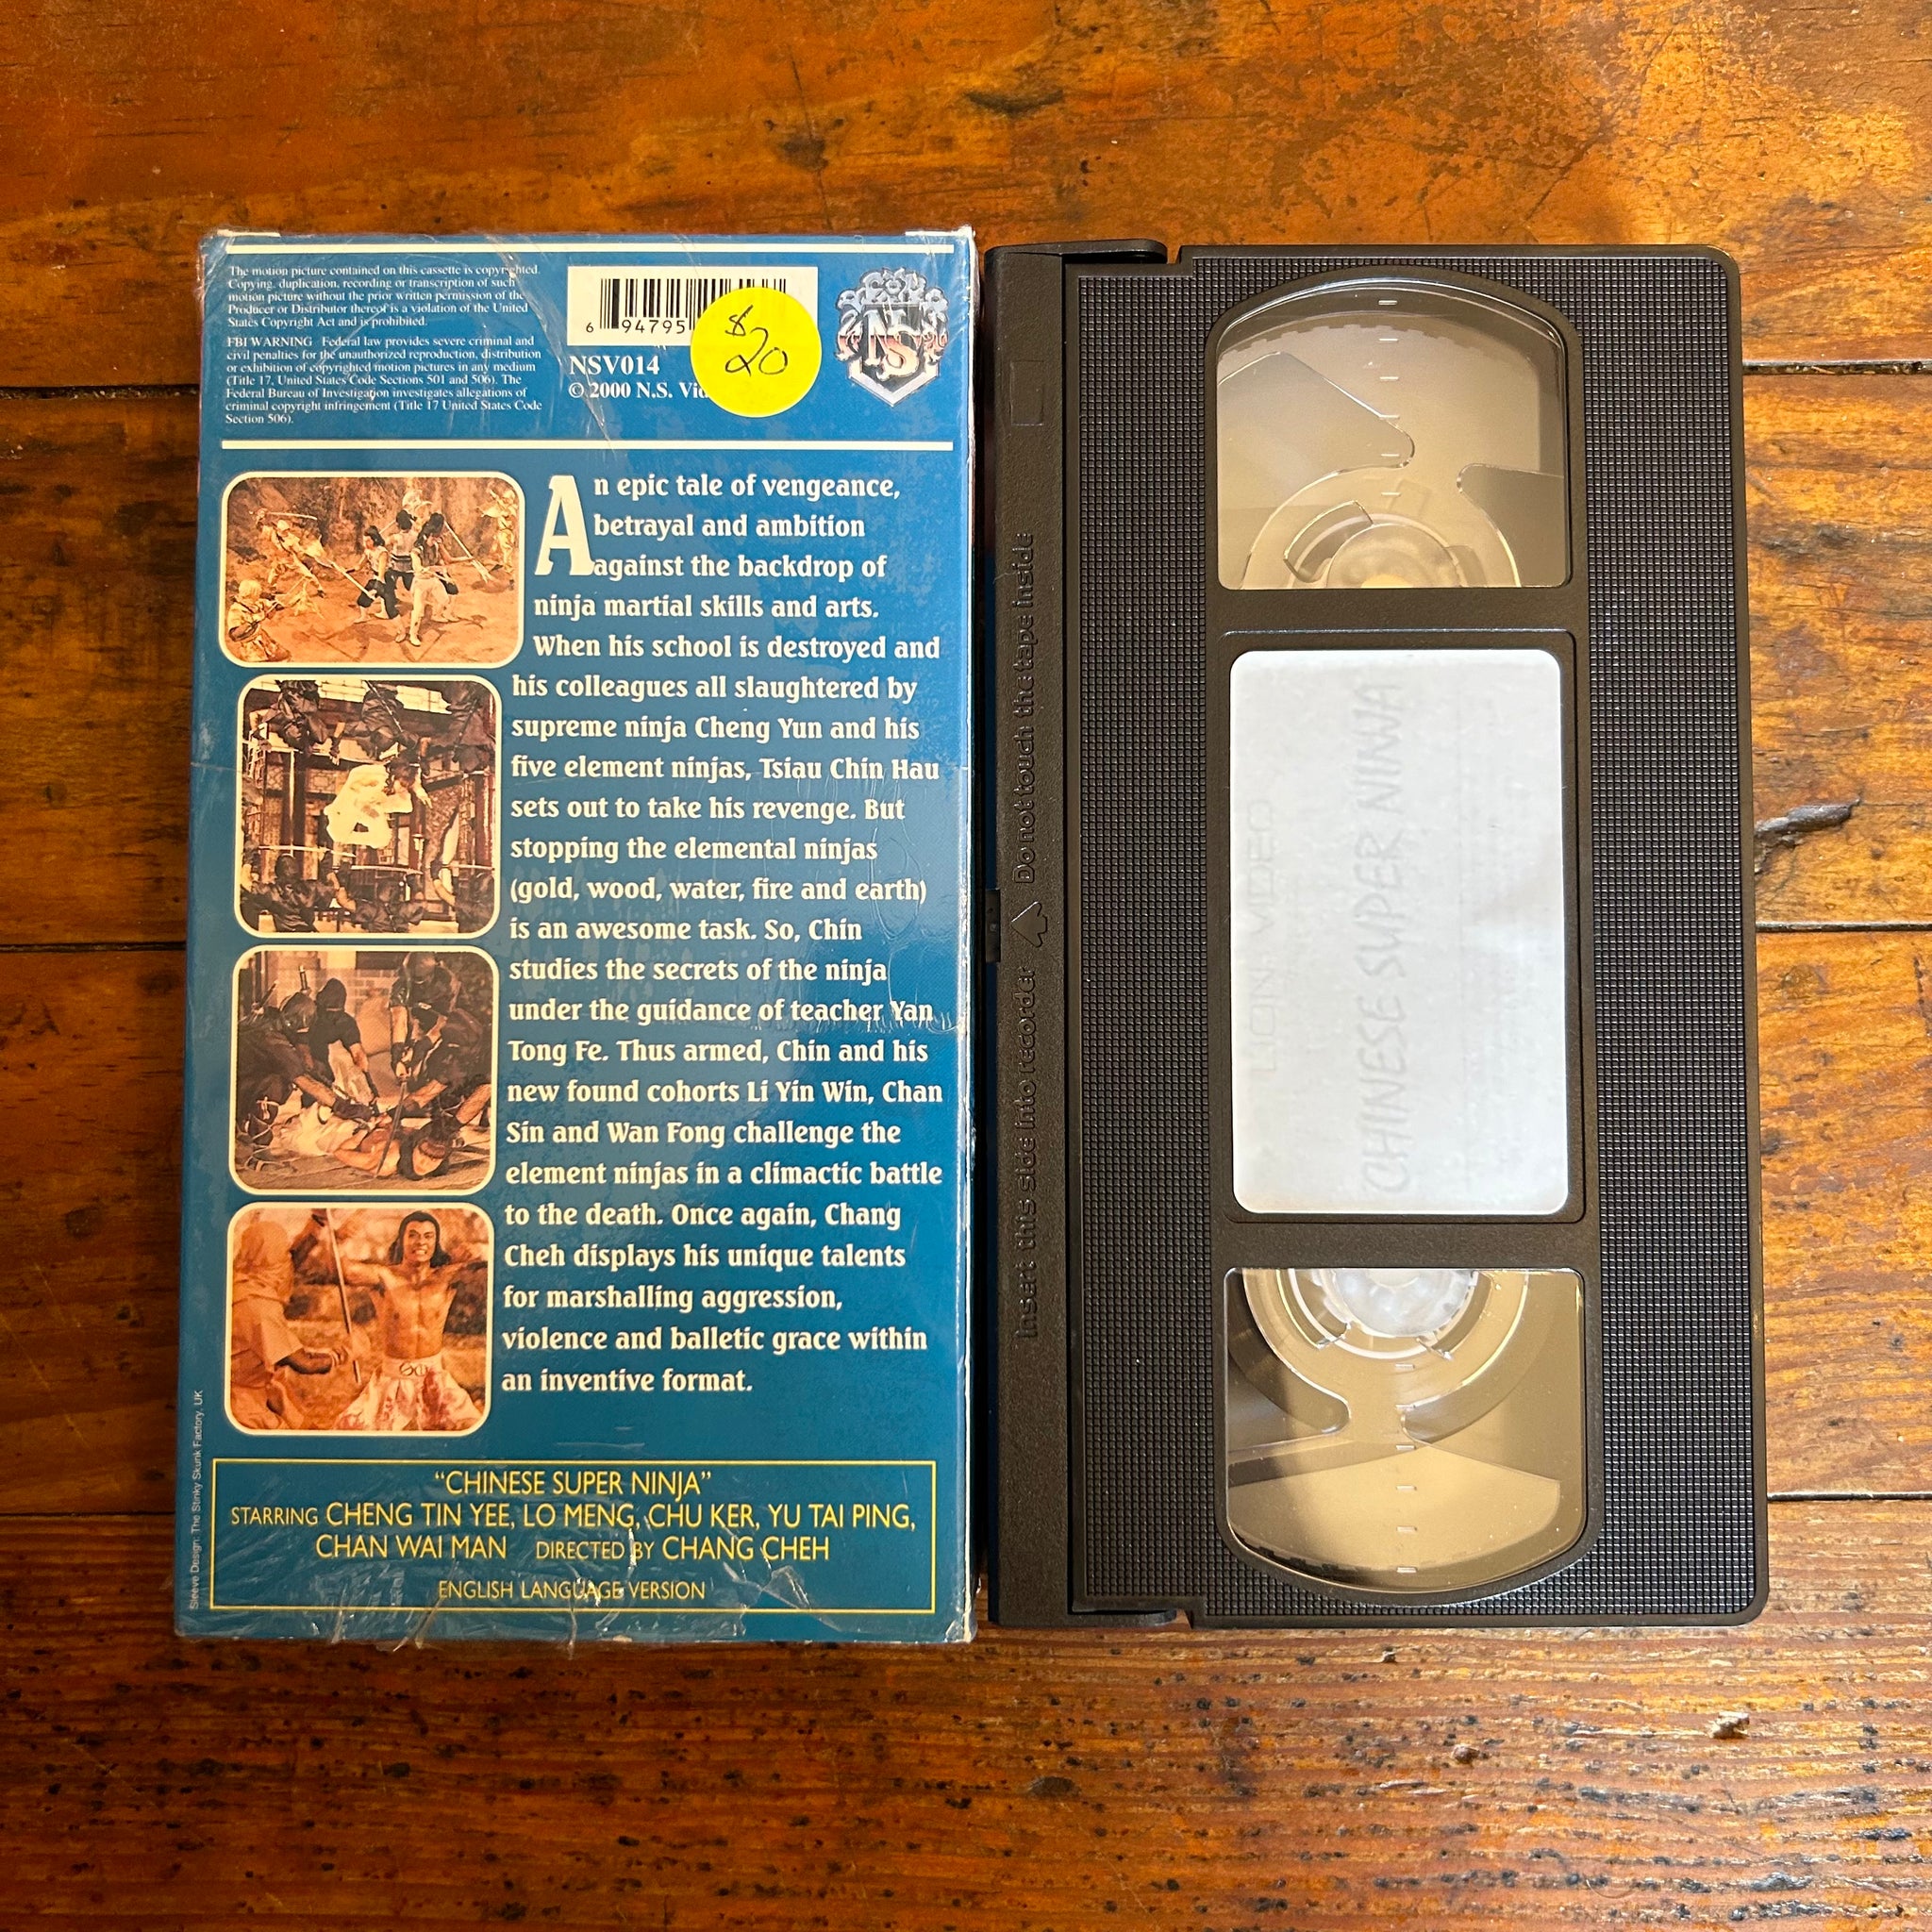 The motion picture contained on this cassette is copyrighted.
Copying, duplication, recording or transcription of such
motion picture without the prior written permission of the
Producer or Distributor thereof is a violation of the United
States Copyright Act and is prohibited.
FBI WARNING Federal law provides severe criminal and
civil penalties for the unauthorized reproduction, distribution
or exhibition of copyrighted motion pictures in any medium
(Title 17, United States Code Sections 501 and 506). The
Federal Bureau of Investigation investigates allegations of
criminal copyright infringement (Title 17 United States Code
Section 506).
6 94795
$20
NSV014
© 2000 N.S.
NS
An epic tale of vengeance,
betrayal and ambition
against the backdrop of
ninja martial skills and arts.
When his school is destroyed and
his colleagues all slaughtered by
supreme ninja Cheng Yun and his
five element ninjas, Tsiau Chin Hau
sets out to take his revenge. But
stopping the elemental ninjas
(gold, wood, water, fire and earth)
is an awesome task. So, Chin
studies the secrets of the ninja
under the guidance of teacher Yan
Tong Fe. Thus armed, Chin and his
new found cohorts Li Yin Win, Chan
Sin and Wan Fong challenge the
element ninjas in a climactic battle
to the death. Once again, Chang
Cheh displays his unique talents
for marshalling aggression,
violence and balletic grace within
an inventive format.
Sleeve Design: The Stinky Skunk Factory, UK
"CHINESE SUPER NINJA"
STARRING CHENG TIN YEE, LO MENG, CHU KER, YU TAI PING,
CHAN WAI MAN DIRECTED BY CHANG CHEH
ENGLISH LANGUAGE VERSION
Insert this side into recorder Do not touch the tape inside
VIDEO
CHINESE SUPER NINJA